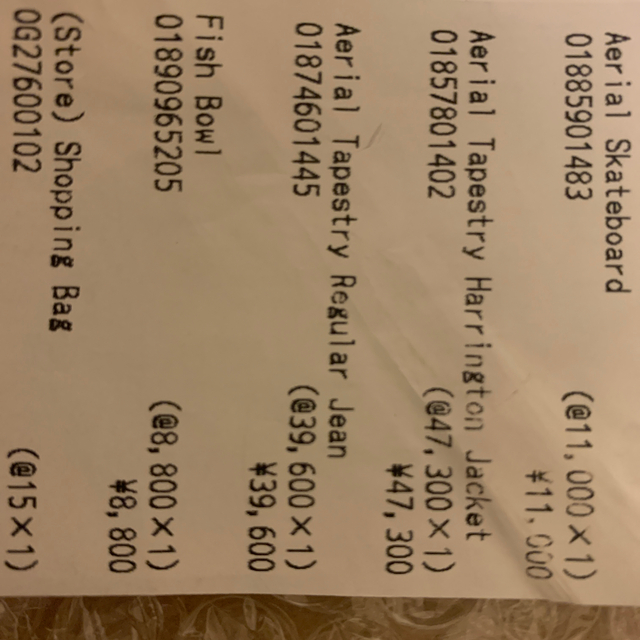 Aerial Skateboard
01885901483 (@11,000×1)
¥11,000
Aerial Tapestry Harrington Jacket
01857801402 (@47,300×1)
¥47,300
Aerial Tapestry Regular Jean
01874601445 (@39,600×1)
¥39,600
Fish Bowl
01890965205 (@8,800×1)
¥8,800
(Store) Shopping Bag
0G27600102 (@15×1)